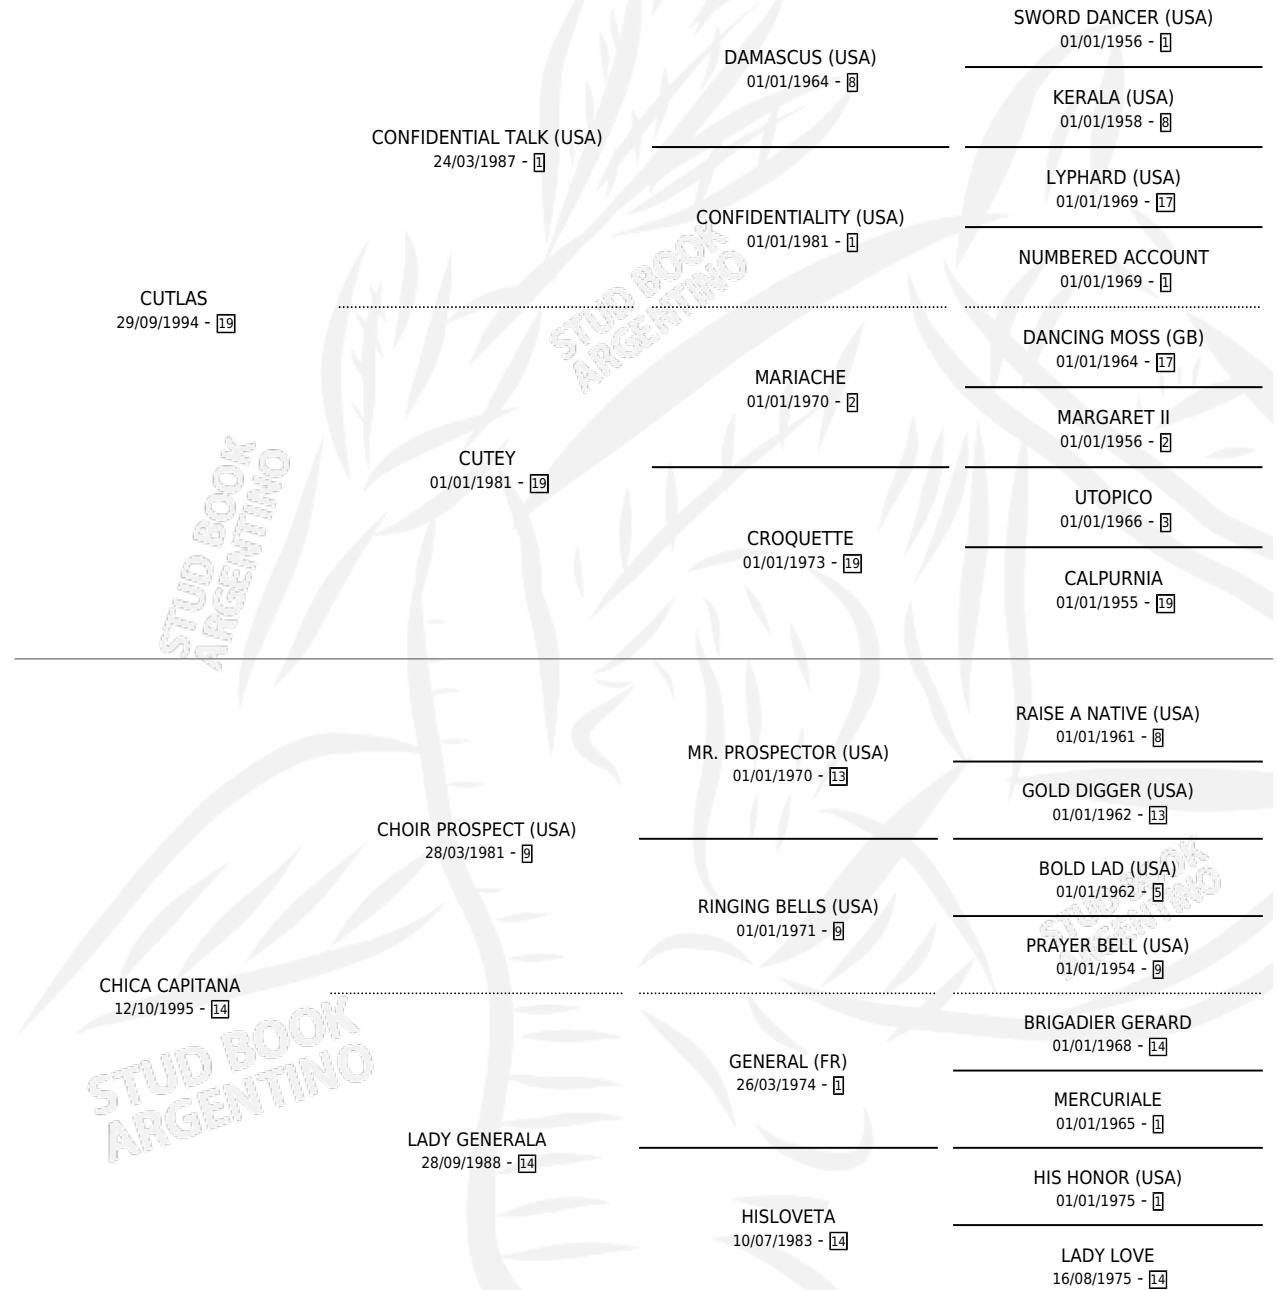 SWORD DANCER (USA)
01/01/1956 - 1
DAMASCUS (USA)
01/01/1964 - 8
KERALA (USA)
01/01/1958 - 8
CONFIDENTIAL TALK (USA)
24/03/1987 - 1
LYPHARD (USA)
01/01/1969 - 17
CONFIDENTIALITY (USA)
01/01/1981 - 1
NUMBERED ACCOUNT
01/01/1969 - 1
CUTLAS
29/09/1994 - 19
DANCING MOSS (GB)
01/01/1964 - 17
MARIACHE
01/01/1970 - 2
MARGARET II
01/01/1956 - 2
CUTEY
01/01/1981 - 19
UTOPICO
01/01/1966 - 3
CROQUETTE
01/01/1973 - 19
CALPURNIA
01/01/1955 - 19
RAISE A NATIVE (USA)
01/01/1961 - 8
MR. PROSPECTOR (USA)
01/01/1970 - 13
GOLD DIGGER (USA)
01/01/1962 - 13
CHOIR PROSPECT (USA)
28/03/1981 - 9
BOLD LAD (USA)
01/01/1962 - 5
RINGING BELLS (USA)
01/01/1971 - 9
PRAYER BELL (USA)
01/01/1954 - 9
CHICA CAPITANA
12/10/1995 - 14
BRIGADIER GERARD
01/01/1968 - 14
GENERAL (FR)
26/03/1974 - 1
MERCURIALE
01/01/1965 - 1
LADY GENERALA
28/09/1988 - 14
HIS HONOR (USA)
01/01/1975 - 1
HISLOVETA
10/07/1983 - 14
LADY LOVE
16/08/1975 - 14
STUD BOOK
ARGENTINO
STUD BOOK
ARGENTINO
STUD BOOK
ARGENTINO
STUD BOOK
ARGENTINO